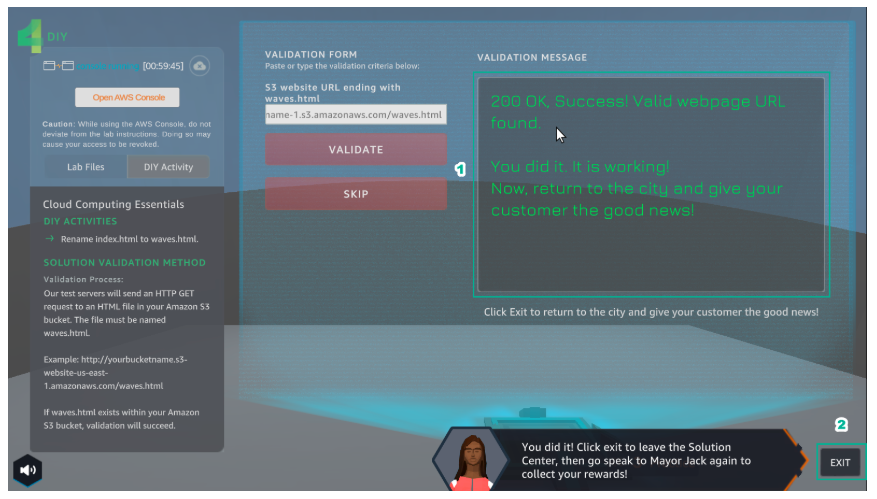 4 DIY
[00:59:45]
Open AWS Console
Caution: While using the AWS Console, do not
deviate from the lab instructions. Doing so may
cause your access to be revoked.
Lab Files
DIY Activity
Cloud Computing Essentials
DIY ACTIVITIES
→ Rename index.html to waves.html.
SOLUTION VALIDATION METHOD
Validation Process:
Our test servers will send an HTTP GET
request to an HTML file in your Amazon S3
bucket. The file must be named
waves.html.
Example: http://yourbucketname.s3-
website-us-east-
1.amazonaws.com/waves.html
If waves.html exists within your Amazon
S3 bucket, validation will succeed.
VALIDATION FORM
Paste or type the validation criteria below:
S3 website URL ending with
waves.html
name-1.s3.amazonaws.com/waves.html
VALIDATE
SKIP
1
VALIDATION MESSAGE
200 OK, Success! Valid webpage URL
found.
You did it. It is working!
Now, return to the city and give your
customer the good news!
Click Exit to return to the city and give your customer the good news!
You did it! Click exit to leave the Solution
Center, then go speak to Mayor Jack again to
collect your rewards!
2
EXIT